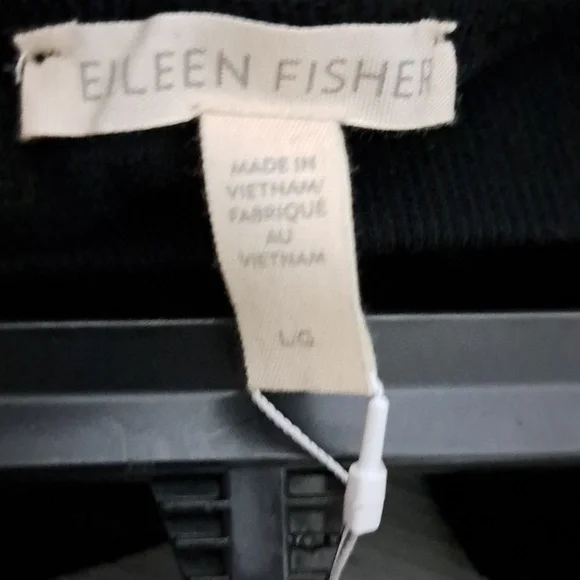 EILEEN FISHER
MADE IN
VIETNAM/
FABRIQUÉ
AU
VIETNAM
L/G